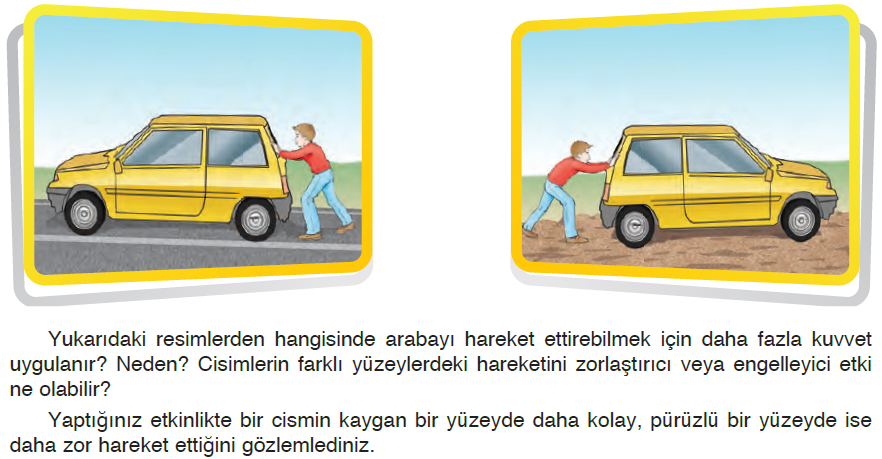 Yukarıdaki resimlerden hangisinde arabayı hareket ettirebilmek için daha fazla kuvvet
uygulanır? Neden? Cisimlerin farklı yüzeylerdeki hareketini zorlaştırıcı veya engelleyici etki
ne olabilir?
Yaptığınız etkinlikte bir cismin kaygan bir yüzeyde daha kolay, pürüzlü bir yüzeyde ise
daha zor hareket ettiğini gözlemlediniz.